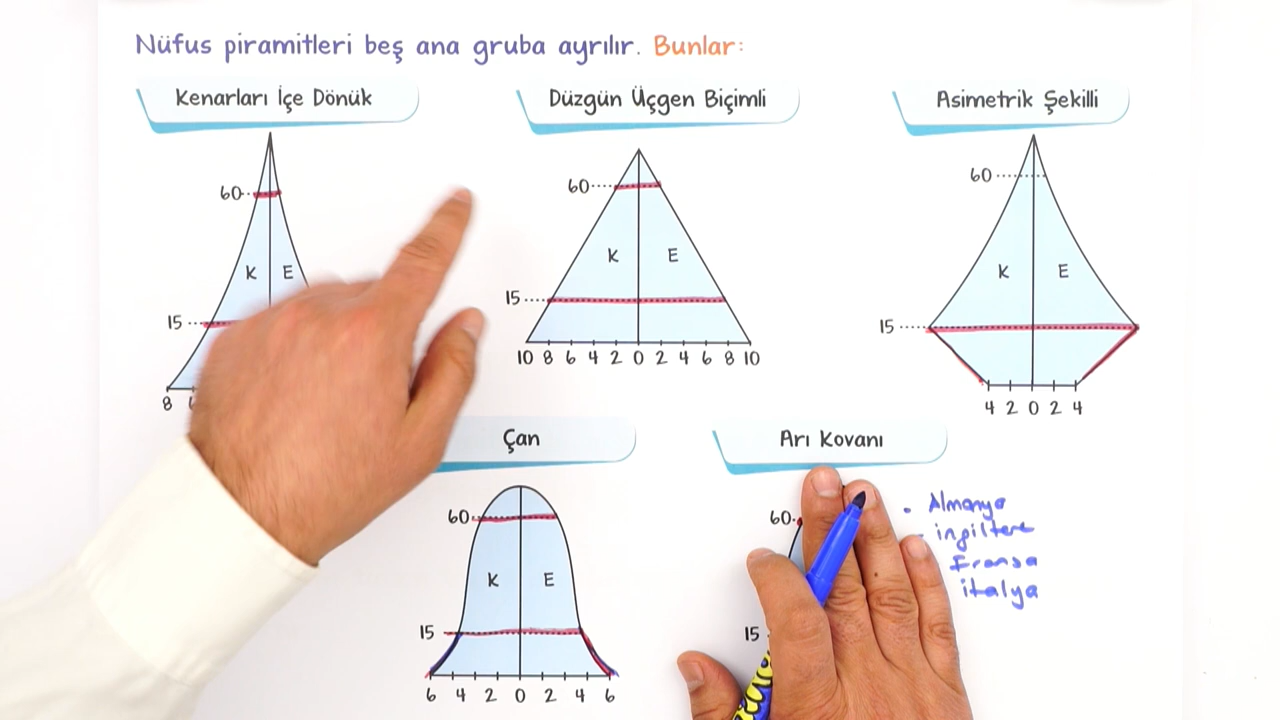 Nüfus piramitleri beş ana gruba ayrılır. Bunlar:
Kenarları İçe Dönük
60
K E
15
8
Düzgün Üçgen Biçimli
60
K E
15
10 8 6 4 2 0 2 4 6 8 10
Asimetrik Şekilli
60
K E
15
4 2 0 2 4
Çan
60
K E
15
6 4 2 0 2 4 6
Arı Kovanı
60
15
Almanya
ingiltere
Fransa
italya